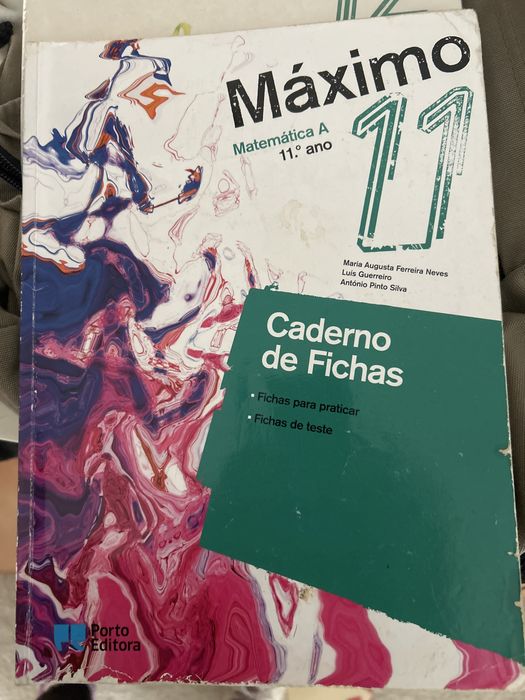 Máximo
Matemática A
11.º ano
11
Maria Augusta Ferreira Neves
Luís Guerreiro
António Pinto Silva
Caderno
de Fichas
▪ Fichas para praticar
▪ Fichas de teste
Porto
Editora